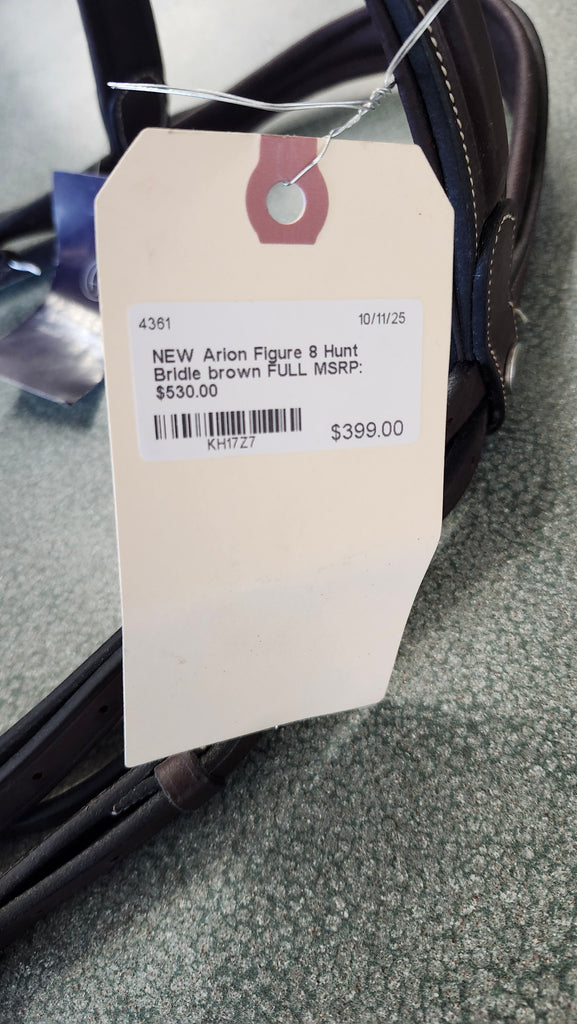 4361
10/11/25
NEW Arion Figure 8 Hunt
Bridle brown FULL MSRP:
$530.00
KH17Z7
$399.00